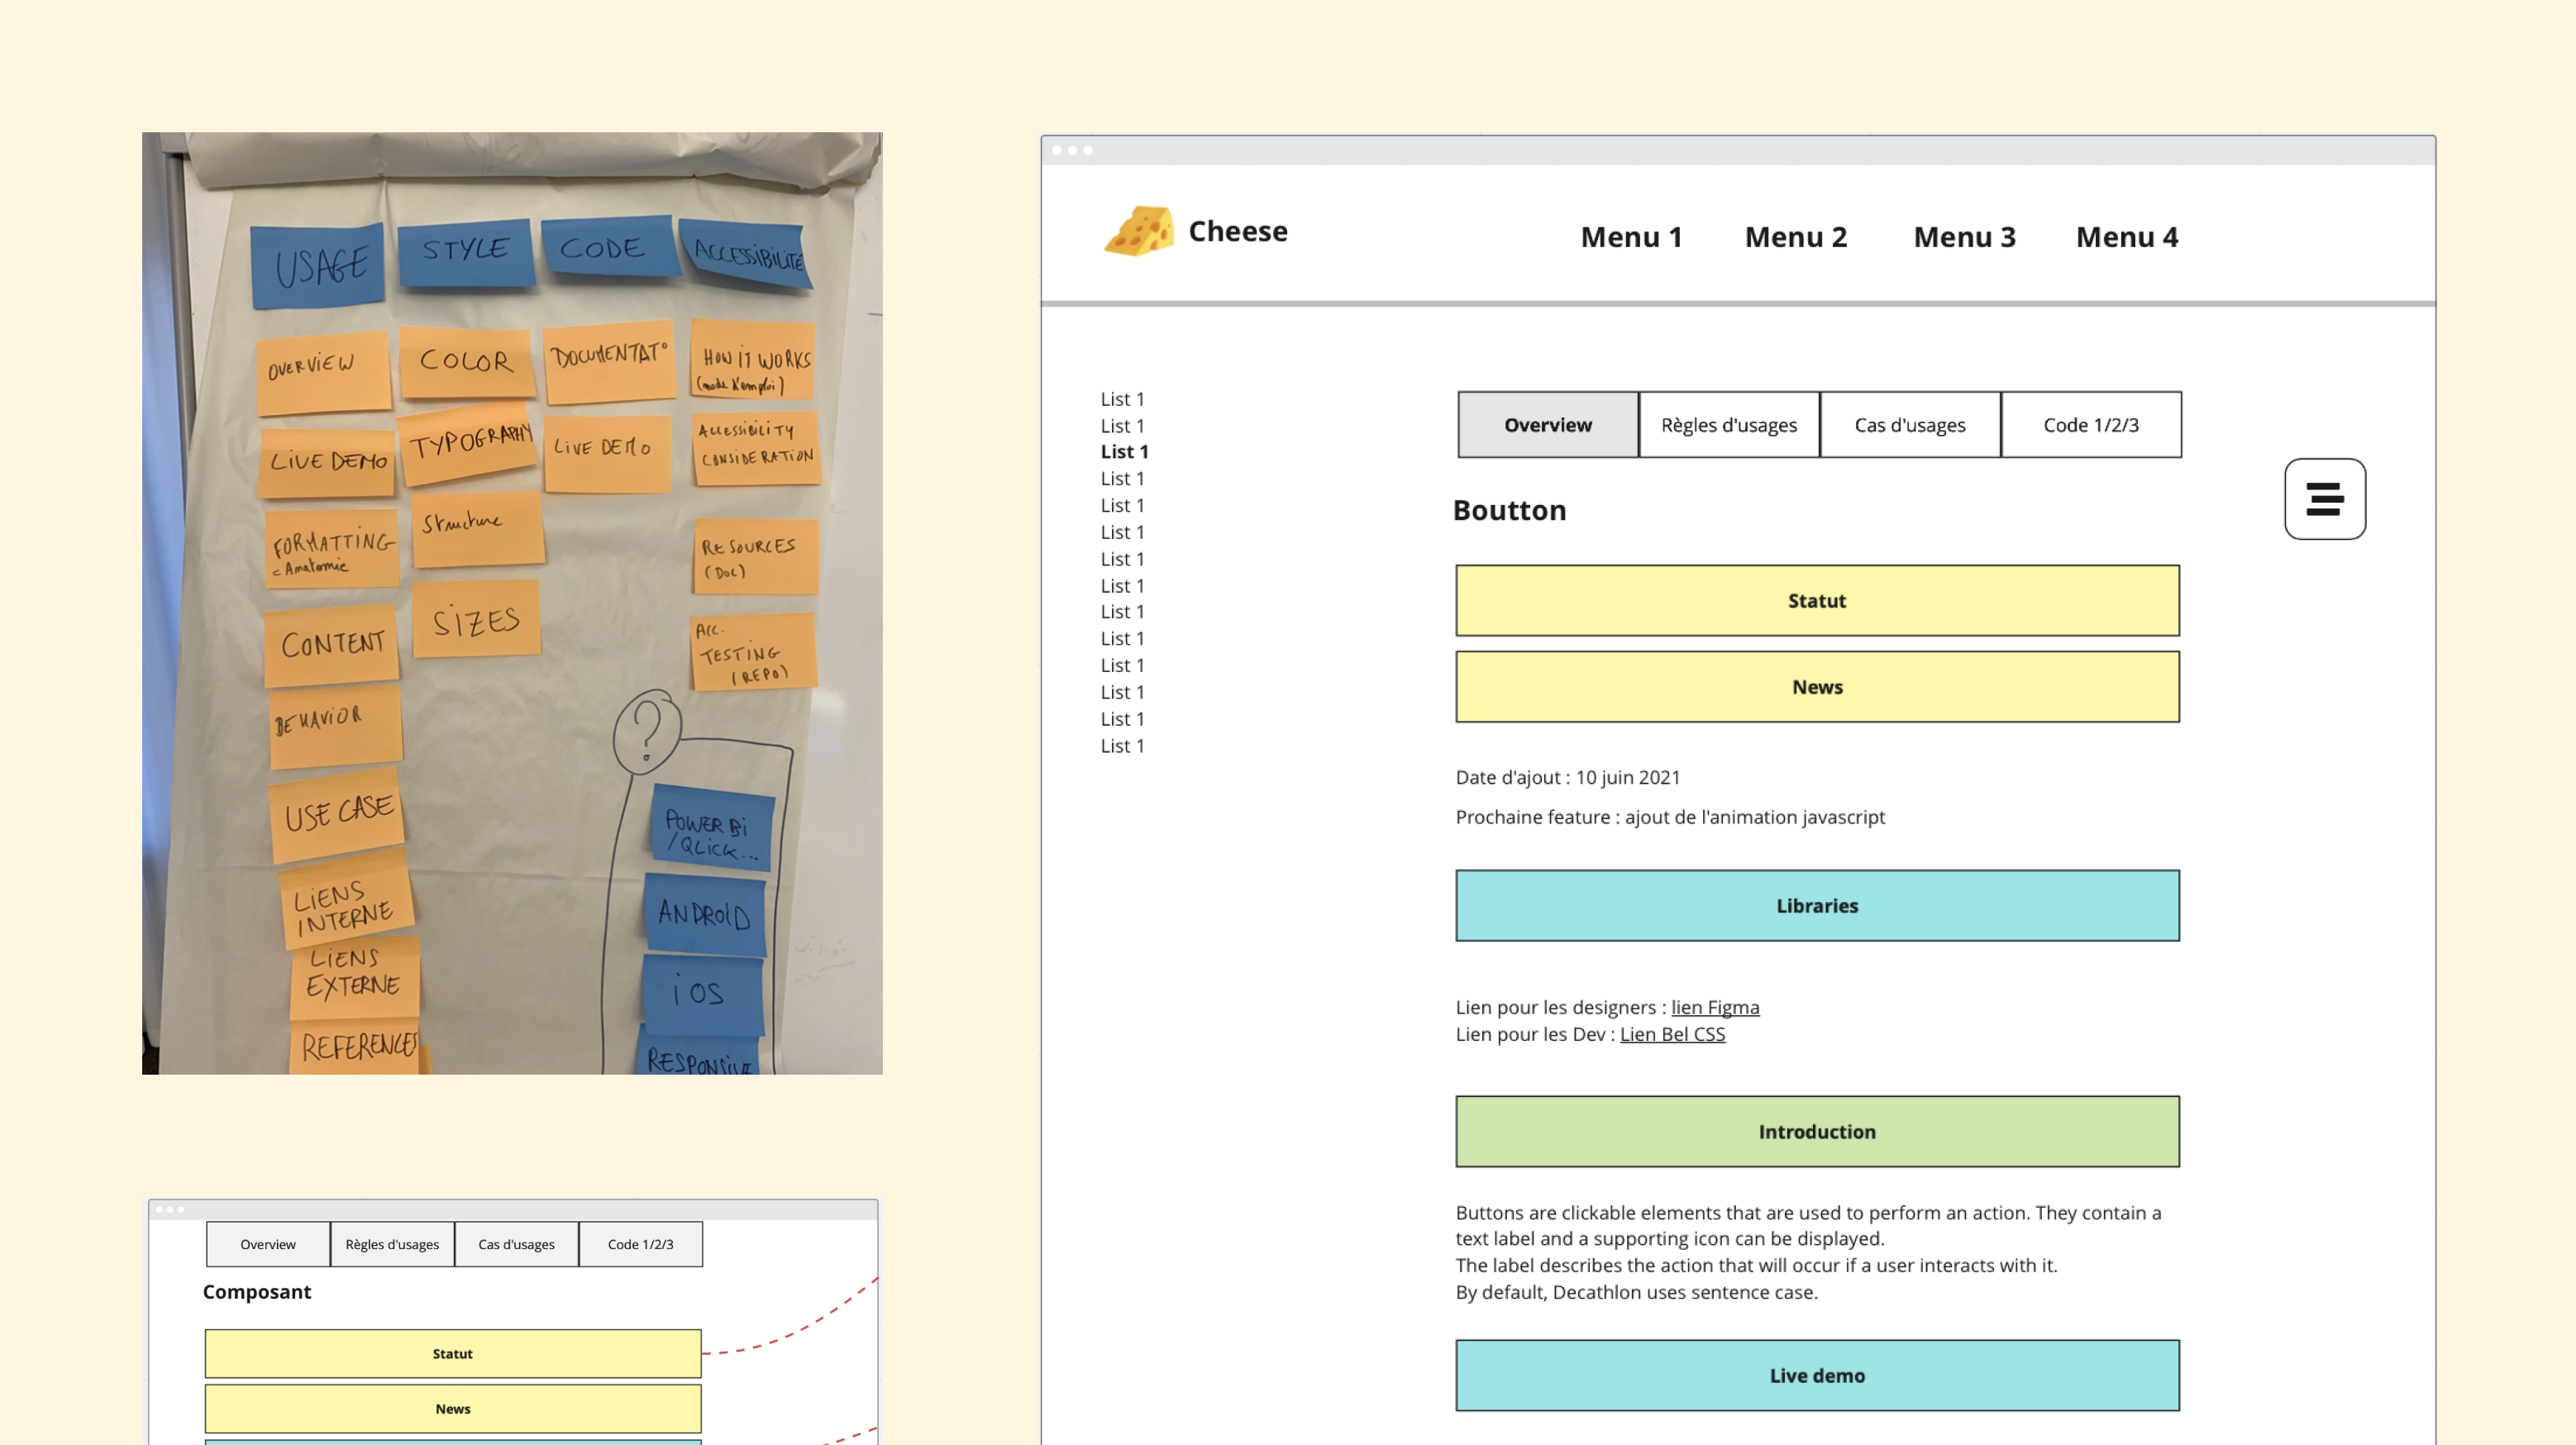 USAGE
STYLE
CODE
ACCESSIBILITÉ
OVERVIEW
COLOR
DOCUMENTAT°
HOW IT WORKS
(mode d'emploi)
LIVE DEMO
TYPOGRAPHY
LIVE DEMO
ACCESSIBILITY
CONSIDERATION
FORMATTING
= Anatomie
Structure
RESOURCES
(DOC)
CONTENT
SIZES
ACC.
TESTING
(REPO)
BEHAVIOR
?
USE CASE
POWER Bi
/QLICK...
LIENS
INTERNE
ANDROID
LIENS
EXTERNE
iOS
REFERENCES
RESPONSIVE
Overview
Règles d'usages
Cas d'usages
Code 1/2/3
Composant
Statut
News
Cheese
Menu 1
Menu 2
Menu 3
Menu 4
List 1
List 1
List 1
List 1
List 1
List 1
List 1
List 1
List 1
List 1
List 1
List 1
List 1
List 1
Overview
Règles d'usages
Cas d'usages
Code 1/2/3
Boutton
Statut
News
Date d'ajout : 10 juin 2021
Prochaine feature : ajout de l'animation javascript
Libraries
Lien pour les designers : lien Figma
Lien pour les Dev : Lien Bel CSS
Introduction
Buttons are clickable elements that are used to perform an action. They contain a
text label and a supporting icon can be displayed.
The label describes the action that will occur if a user interacts with it.
By default, Decathlon uses sentence case.
Live demo